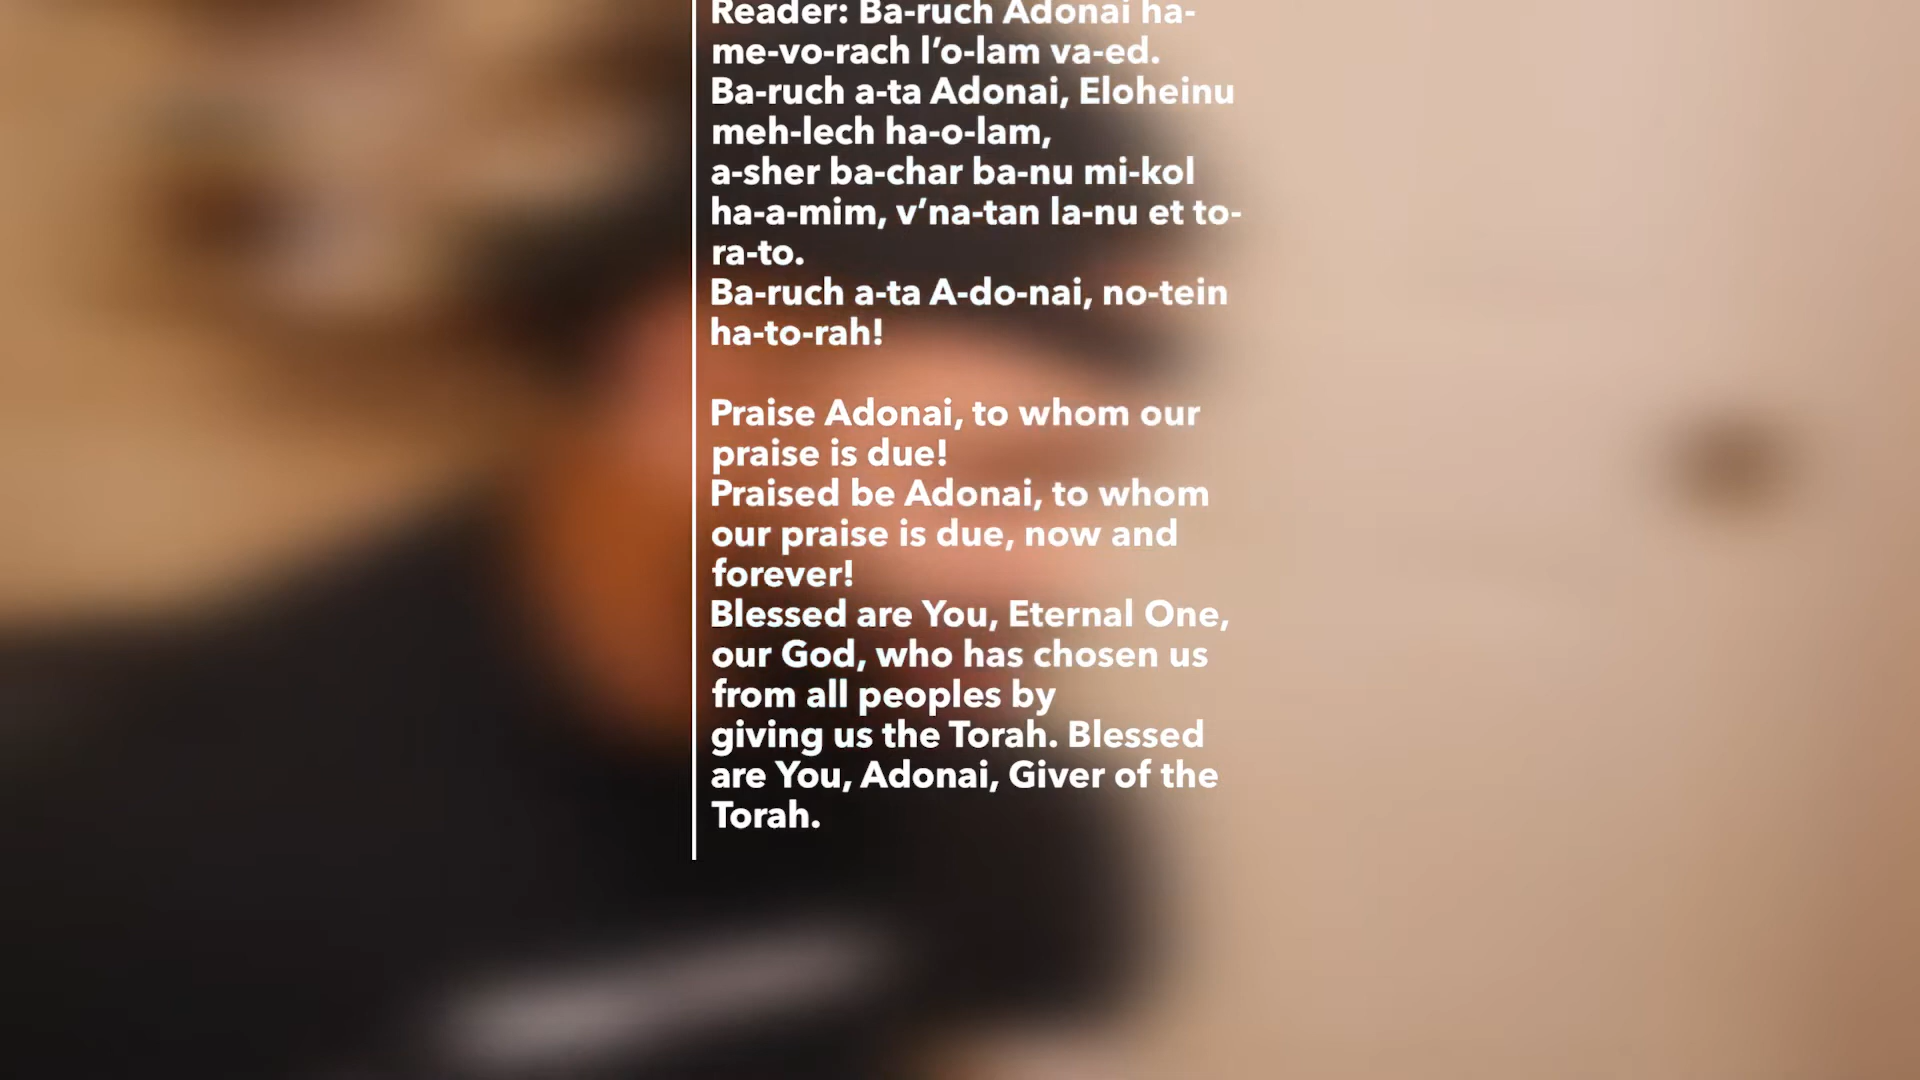 Reader: Ba-ruch Adonai ha-
me-vo-rach l’o-lam va-ed.
Ba-ruch a-ta Adonai, Eloheinu
meh-lech ha-o-lam,
a-sher ba-char ba-nu mi-kol
ha-a-mim, v’na-tan la-nu et to-
ra-to.
Ba-ruch a-ta A-do-nai, no-tein
ha-to-rah!
Praise Adonai, to whom our
praise is due!
Praised be Adonai, to whom
our praise is due, now and
forever!
Blessed are You, Eternal One,
our God, who has chosen us
from all peoples by
giving us the Torah. Blessed
are You, Adonai, Giver of the
Torah.